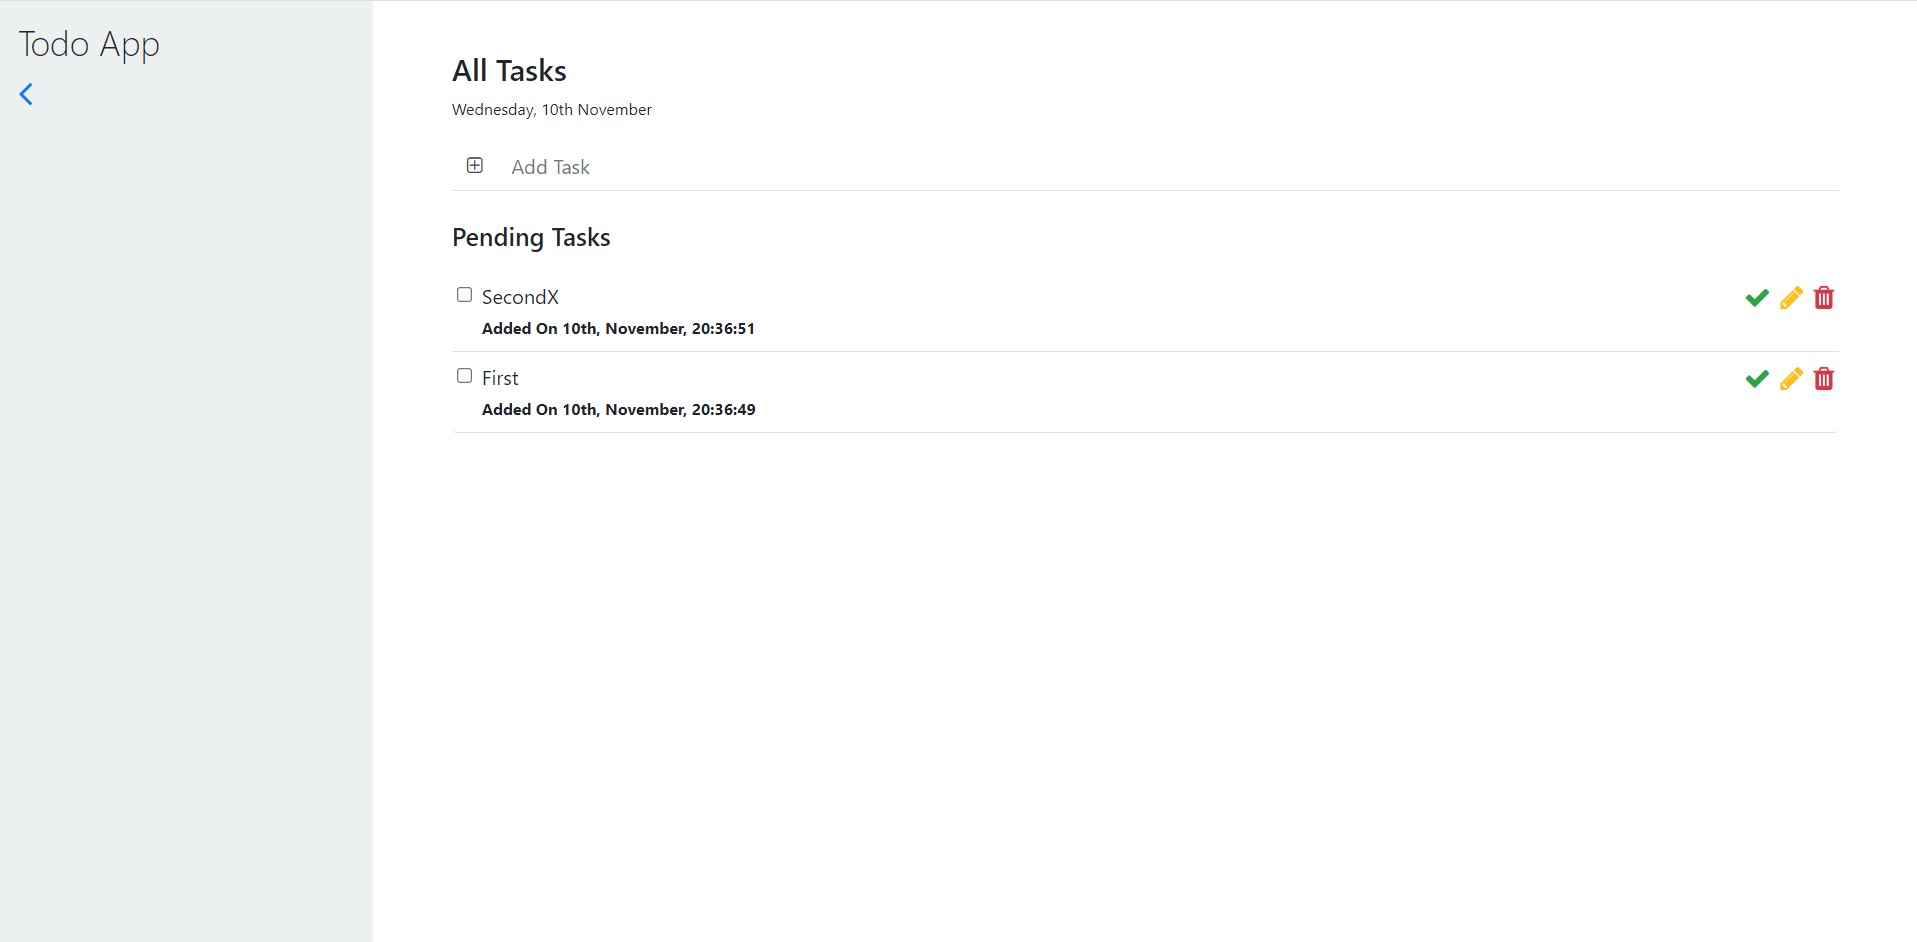 Todo App
All Tasks
Wednesday, 10th November
Add Task
Pending Tasks
SecondX
Added On 10th, November, 20:36:51
First
Added On 10th, November, 20:36:49